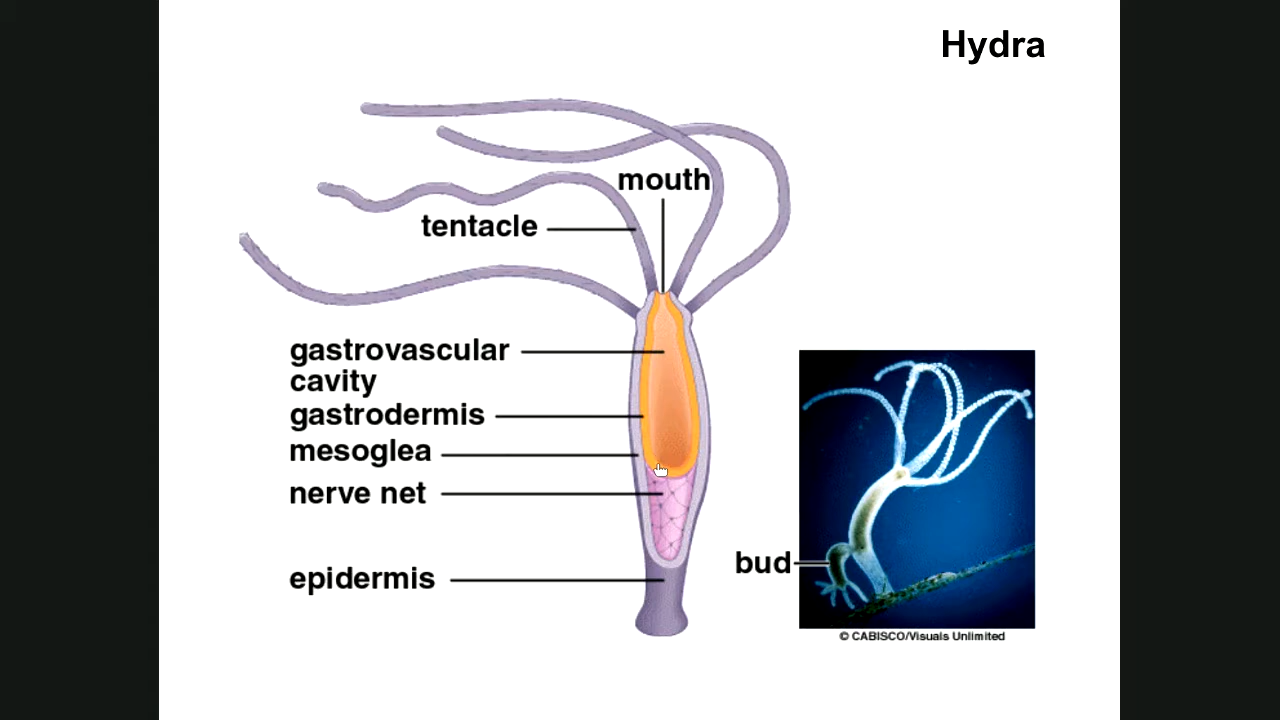 Hydra
mouth
tentacle
gastrovascular
cavity
gastrodermis
mesoglea
nerve net
epidermis
bud
© CABISCO/Visuals Unlimited